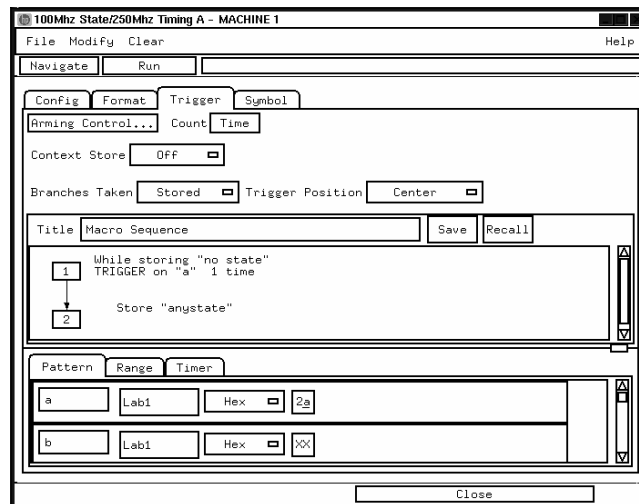 100Mhz State/250Mhz Timing A - MACHINE 1
File Modify Clear Help
Navigate Run
Config Format Trigger Symbol
Arming Control... Count Time
Context Store Off
Branches Taken Stored Trigger Position Center
Title Macro Sequence Save Recall
1 While storing "no state"
TRIGGER on "a" 1 time
2 Store "anystate"
Pattern Range Timer
a Lab1 Hex 2a
b Lab1 Hex XX
Close